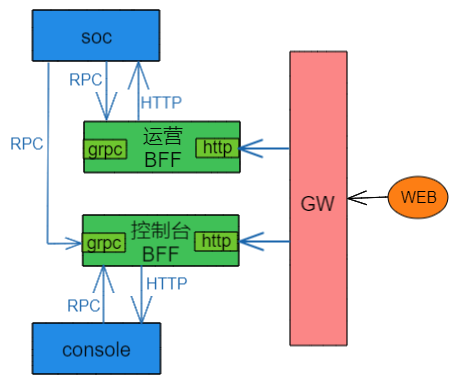 soc
RPC
HTTP
RPC
运营
BFF
grpc
http
控制台
BFF
grpc
http
RPC
HTTP
console
GW
WEB